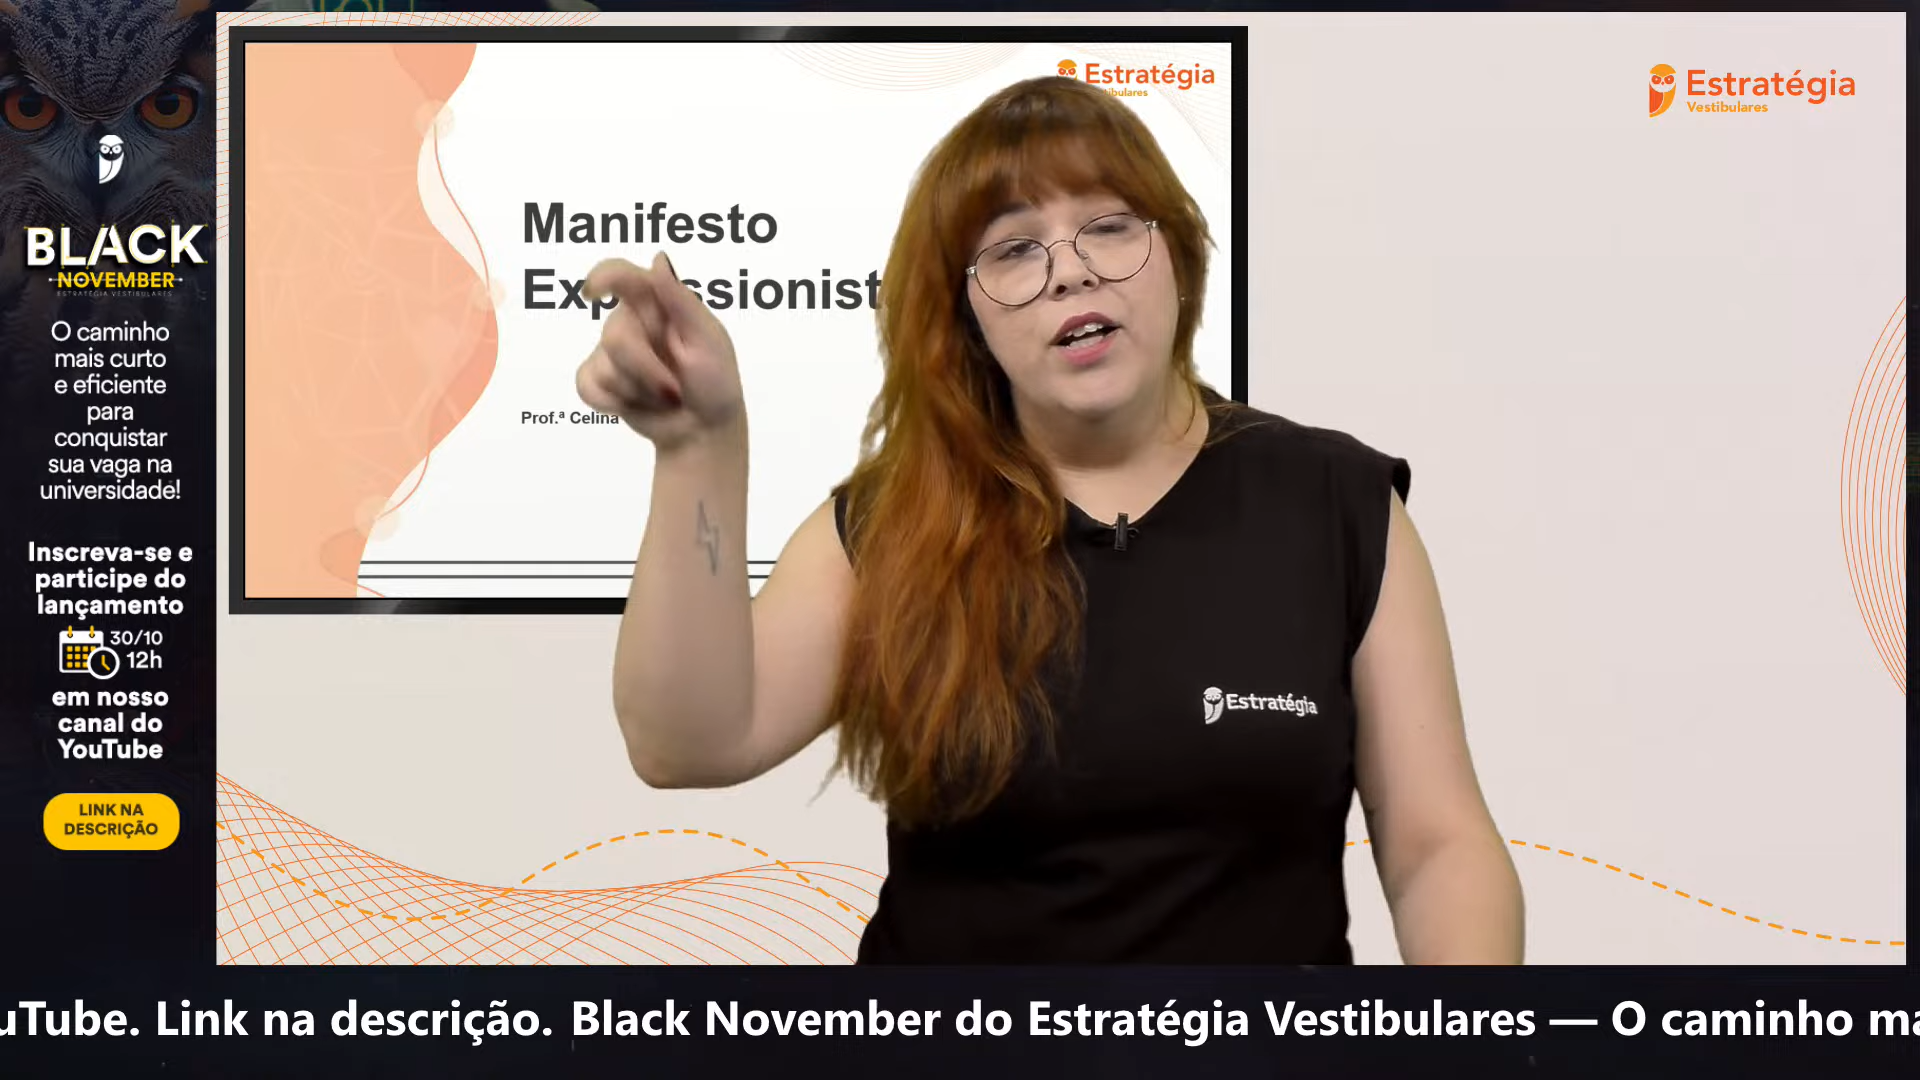 BLACK
NOVEMBER
ESTRATÉGIA VESTIBULARES
O caminho
mais curto
e eficiente
para
conquistar
sua vaga na
universidade!
Inscreva-se e
participe do
lançamento
30/10
12h
em nosso
canal do
YouTube
LINK NA
DESCRIÇÃO
Estratégia
Manifesto
Prof.ª Celina
Estratégia
Vestibulares
Estratégia
uTube. Link na descrição. Black November do Estratégia Vestibulares — O caminho ma